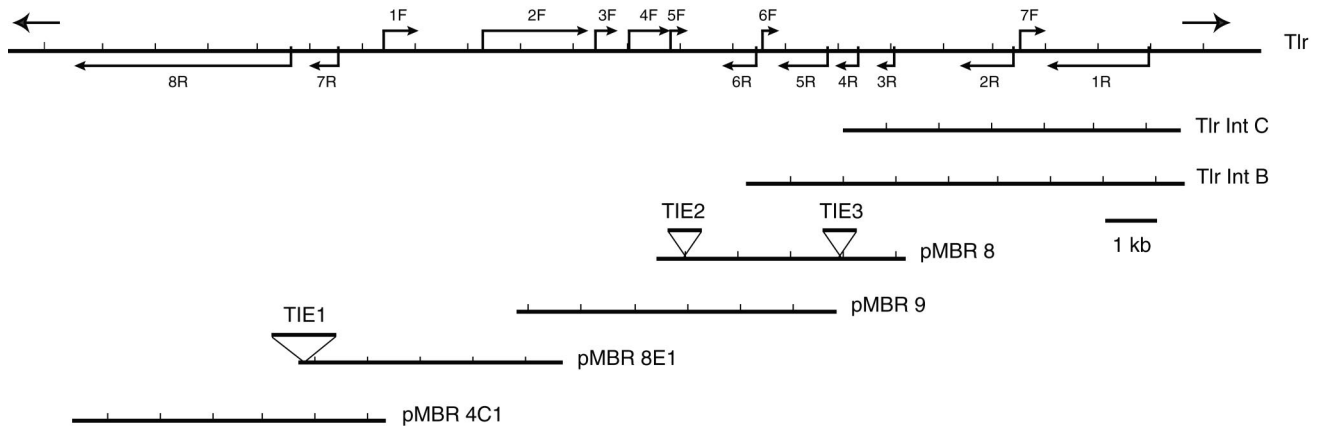 1F
2F
3F
4F
5F
6F
7F
Tlr
8R
7R
6R
5R
4R
3R
2R
1R
Tlr Int C
Tlr Int B
TIE2
TIE3
1 kb
pMBR 8
pMBR 9
TIE1
pMBR 8E1
pMBR 4C1